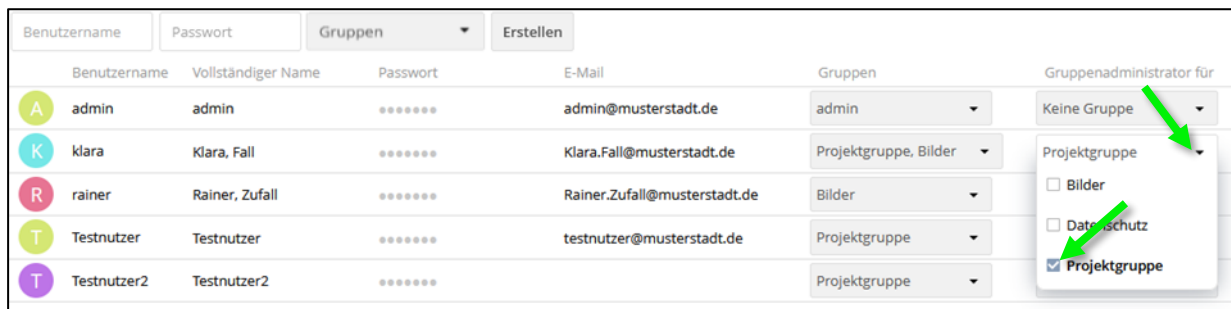 Benutzername Passwort Gruppen Erstellen
Benutzername Vollständiger Name Passwort E-Mail Gruppen Gruppenadministrator für
A admin admin admin@musterstadt.de admin Keine Gruppe
K klara Klara, Fall Klara.Fall@musterstadt.de Projektgruppe, Bilder Projektgruppe
R rainer Rainer, Zufall Rainer.Zufall@musterstadt.de Bilder
Bilder
T Testnutzer Testnutzer testnutzer@musterstadt.de Projektgruppe
Datenschutz
T Testnutzer2 Testnutzer2 Projektgruppe
Projektgruppe